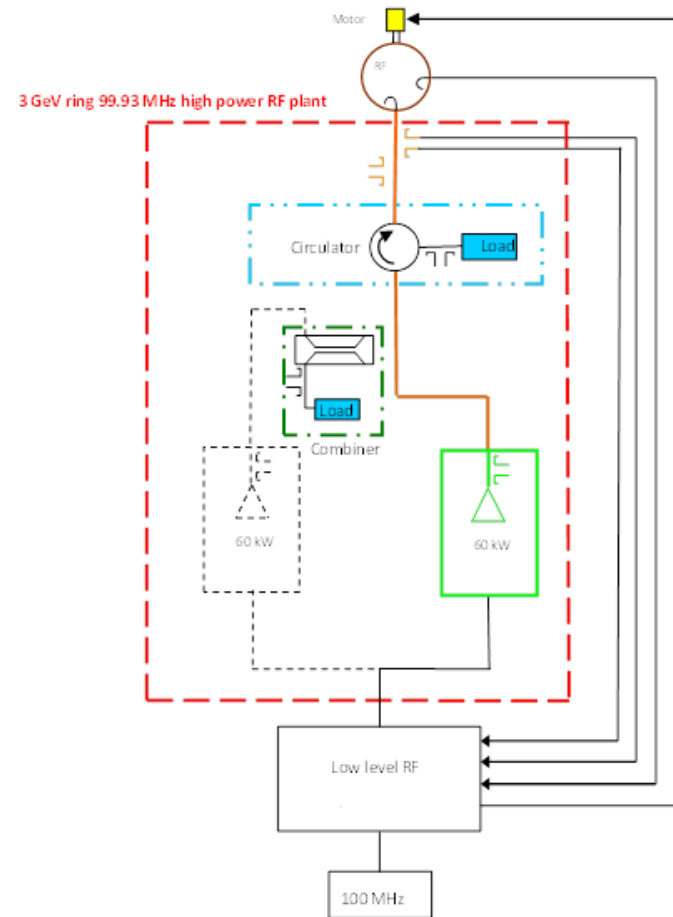 Motor
RF
3 GeV ring 99.93 MHz high power RF plant
Circulator
Load
Load
Combiner
60 kW
60 kW
Low level RF
100 MHz